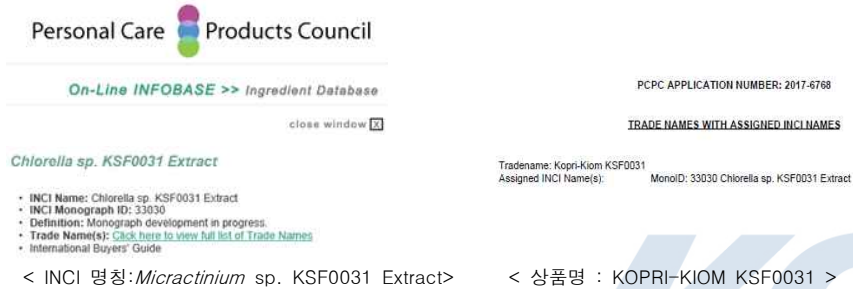 Personal Care Products Council
On-Line INFOBASE >> Ingredient Database
close window X
Chlorella sp. KSF0031 Extract
• INCI Name: Chlorella sp. KSF0031 Extract
• INCI Monograph ID: 33030
• Definition: Monograph development in progress.
• Trade Name(s): Click here to view full list of Trade Names
• International Buyers' Guide
< INCI 명칭:Micractinium sp. KSF0031 Extract>
PCPC APPLICATION NUMBER: 2017-6768
TRADE NAMES WITH ASSIGNED INCI NAMES
Tradename: Kopri-Kiom KSF0031
Assigned INCI Name(s): MonoID: 33030 Chlorella sp. KSF0031 Extract
< 상품명 : KOPRI-KIOM KSF0031 >